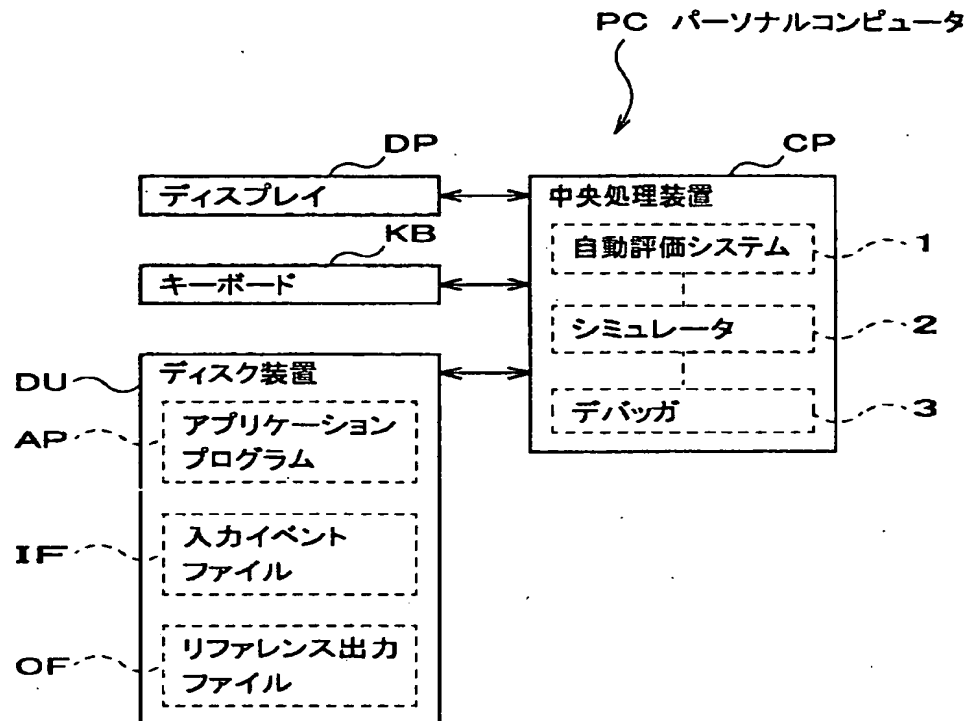 PC パーソナルコンピュータ
DP
ディスプレイ
KB
キーボード
DU
ディスク装置
AP
アプリケーション
プログラム
IF
入力イベント
ファイル
OF
リファレンス出力
ファイル
CP
中央処理装置
自動評価システム
1
シミュレータ
2
デバッガ
3